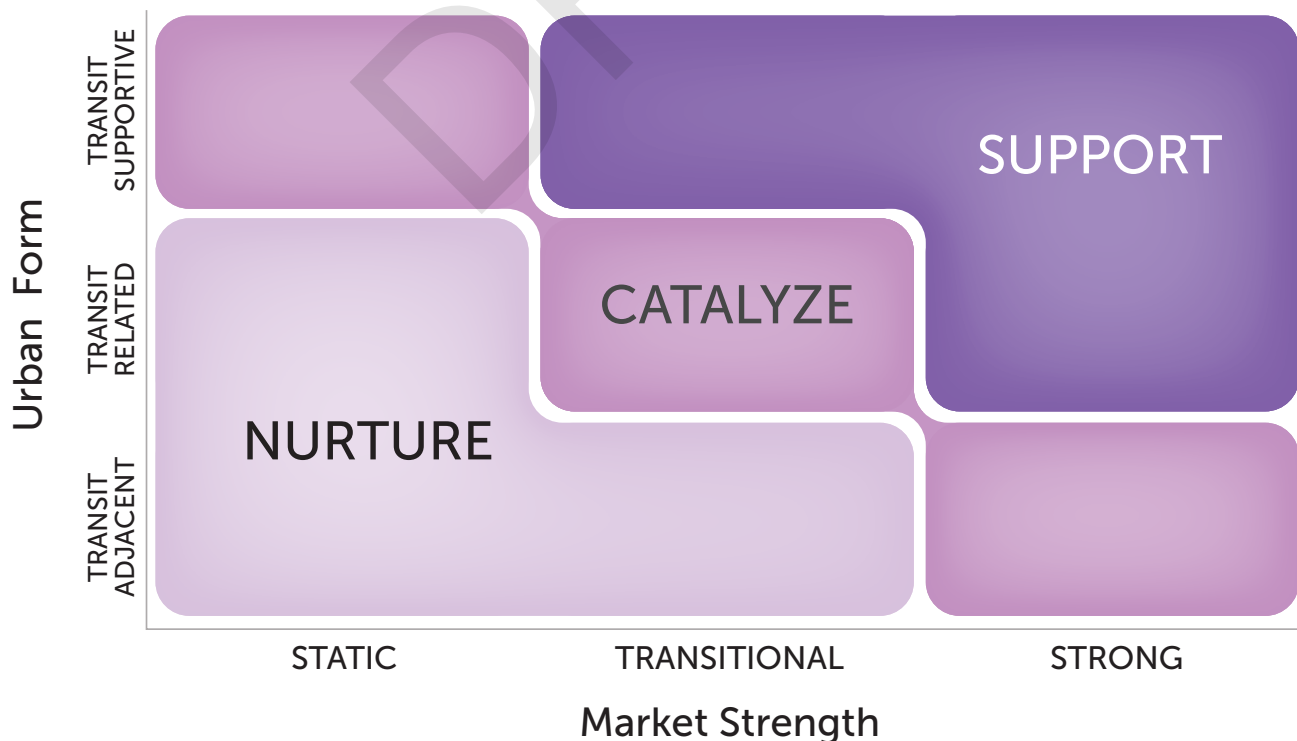 Urban Form
TRANSIT
SUPPORTIVE
TRANSIT
RELATED
TRANSIT
ADJACENT
SUPPORT
CATALYZE
NURTURE
STATIC
TRANSITIONAL
STRONG
Market Strength